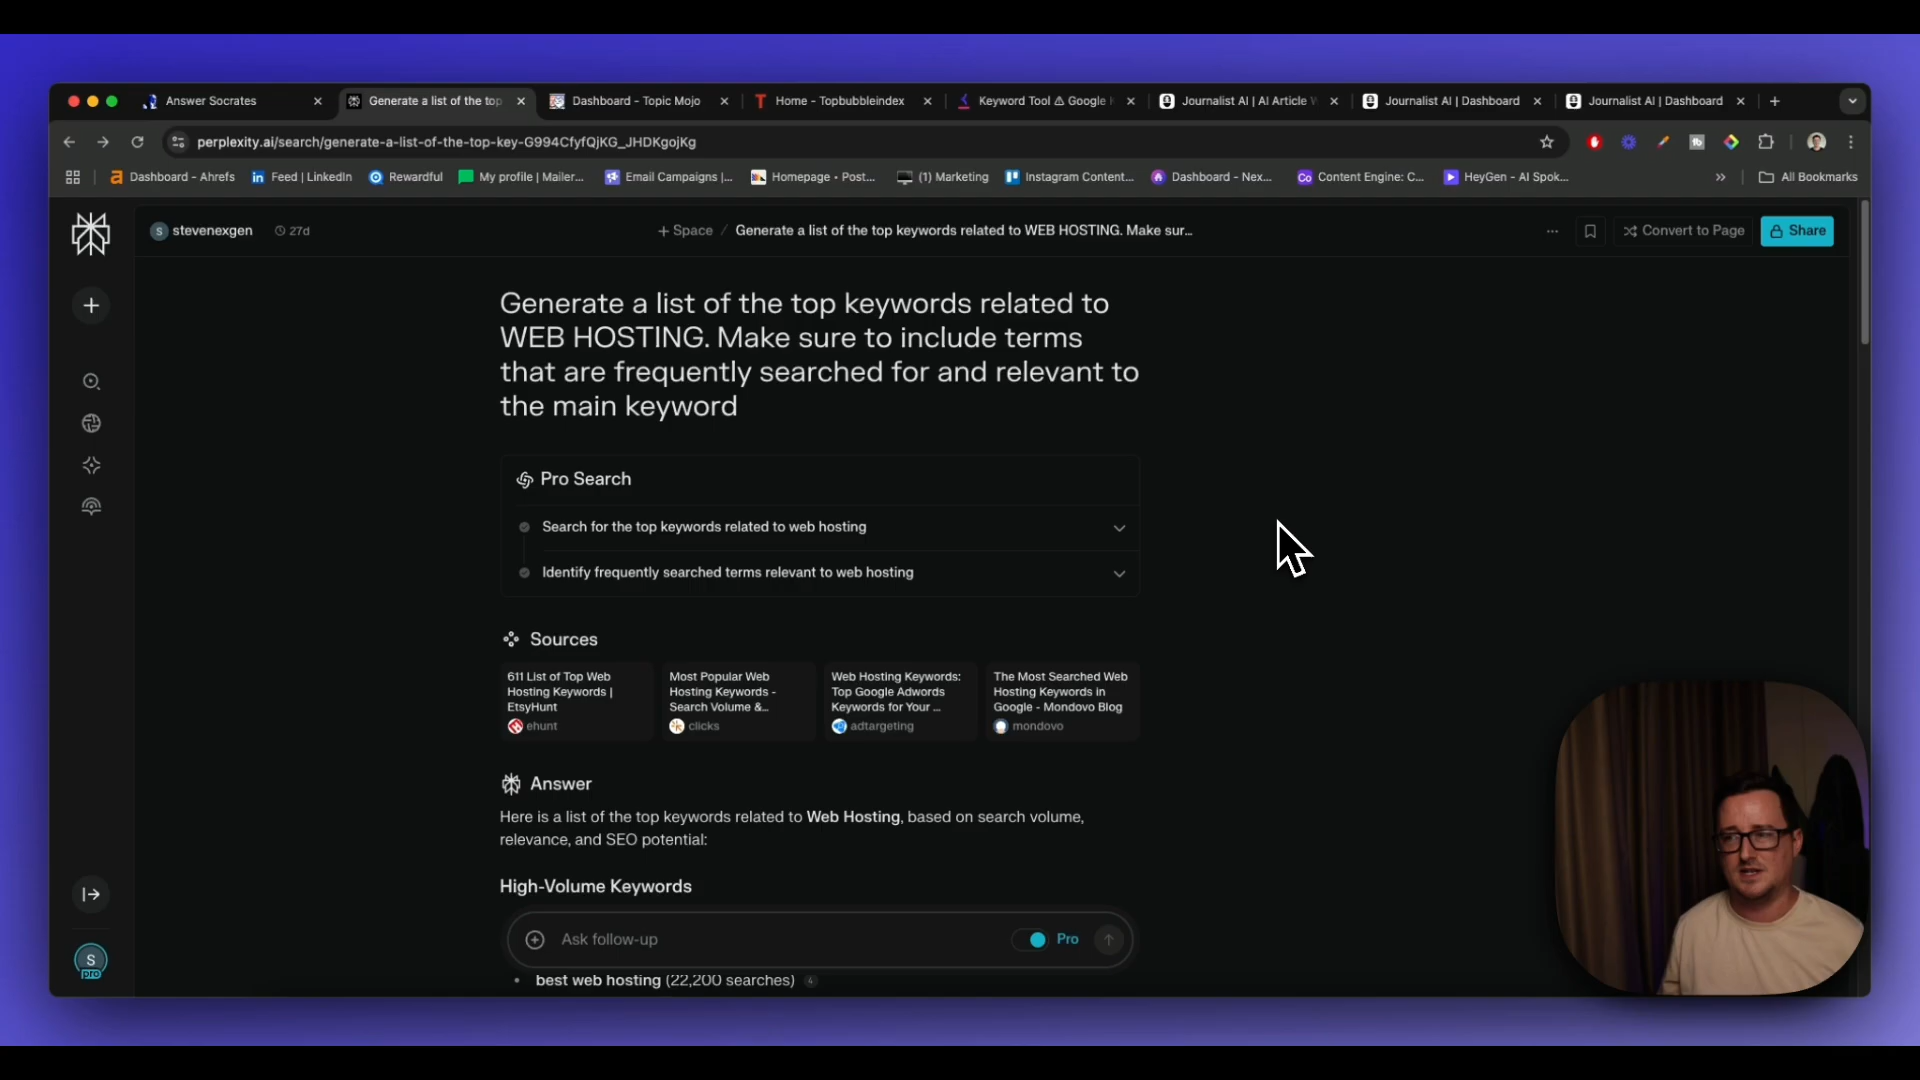 Answer Socrates
Generate a list of the top
Dashboard - Topic Mojo
Home - Topbubbleindex
Keyword Tool ⚠ Google
Journalist AI | AI Article
Journalist AI | Dashboard
Journalist AI | Dashboard
perplexity.ai/search/generate-a-list-of-the-top-key-G994CfyfQjKG_JHDKgojKg
Dashboard - Ahrefs
Feed | LinkedIn
Rewardful
My profile | Mailer...
Email Campaigns |...
Homepage - Post...
(1) Marketing
Instagram Content...
Dashboard - Nex...
Co
Content Engine: C...
HeyGen - AI Spok...
»
All Bookmarks
S stevenexgen
27d
+ Space / Generate a list of the top keywords related to WEB HOSTING. Make sur...
Convert to Page
Share
Generate a list of the top keywords related to
WEB HOSTING. Make sure to include terms
that are frequently searched for and relevant to
the main keyword
Pro Search
Search for the top keywords related to web hosting
Identify frequently searched terms relevant to web hosting
Sources
611 List of Top Web
Hosting Keywords |
EtsyHunt
ehunt
Most Popular Web
Hosting Keywords -
Search Volume &...
clicks
Web Hosting Keywords:
Top Google Adwords
Keywords for Your ...
adtargeting
The Most Searched Web
Hosting Keywords in
Google - Mondovo Blog
mondovo
Answer
Here is a list of the top keywords related to Web Hosting, based on search volume,
relevance, and SEO potential:
High-Volume Keywords
Ask follow-up
Pro
• best web hosting (22,200 searches) 4
S
pro